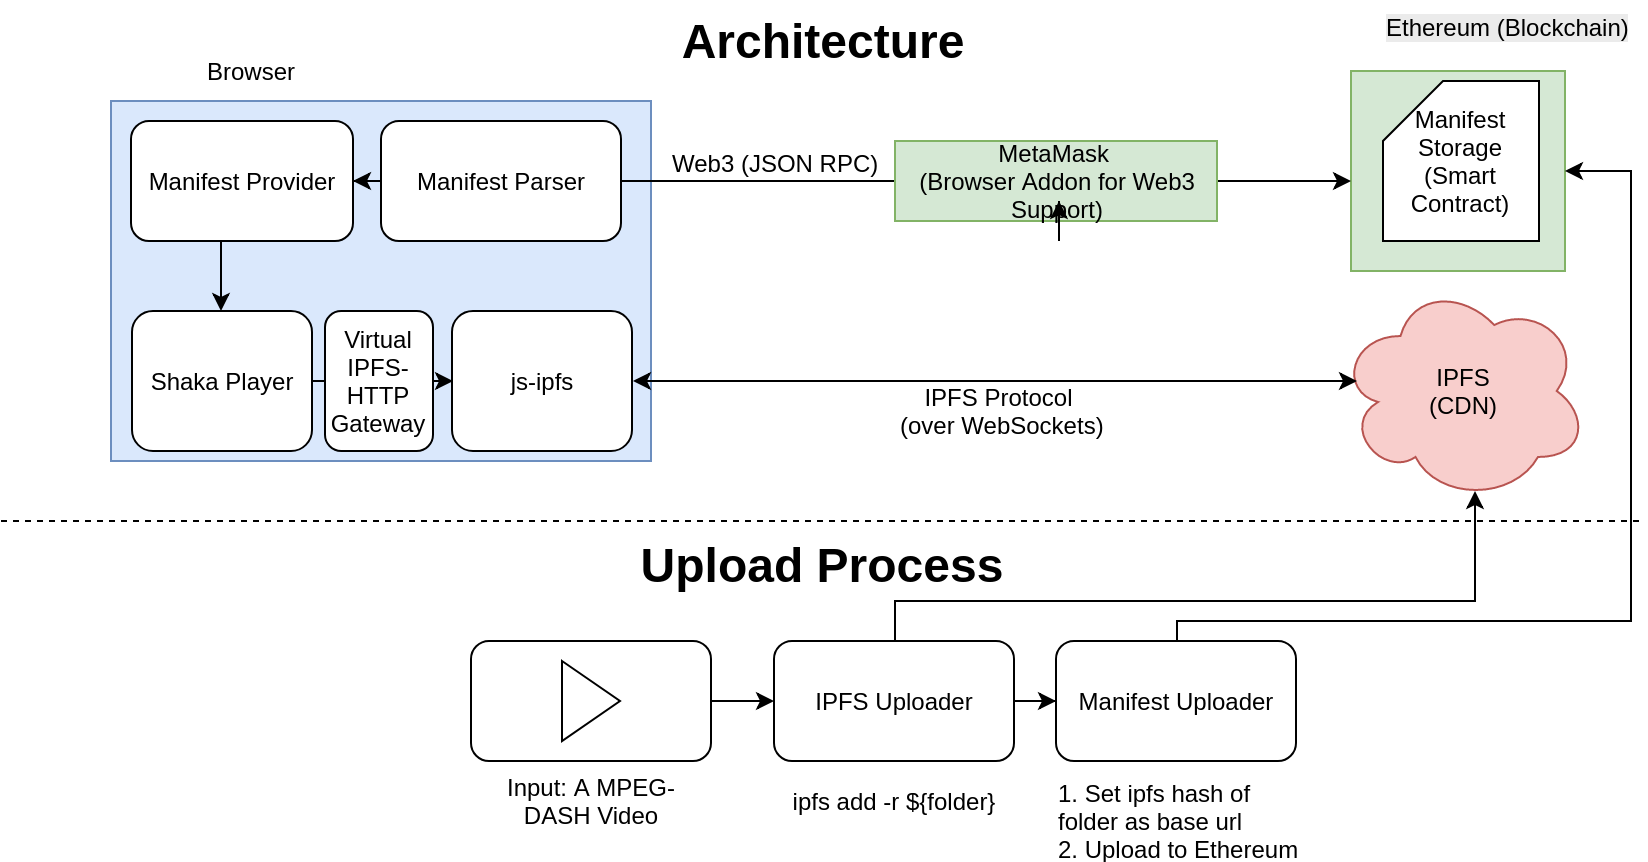 Architecture
Ethereum (Blockchain)
Browser
Manifest Provider
Manifest Parser
Web3 (JSON RPC)
MetaMask
(Browser Addon for Web3
Support)
Manifest
Storage
(Smart
Contract)
Shaka Player
Virtual
IPFS-
HTTP
Gateway
js-ipfs
IPFS Protocol
(over WebSockets)
IPFS
(CDN)
Upload Process
IPFS Uploader
Manifest Uploader
Input: A MPEG-
DASH Video
ipfs add -r ${folder}
1. Set ipfs hash of
folder as base url
2. Upload to Ethereum